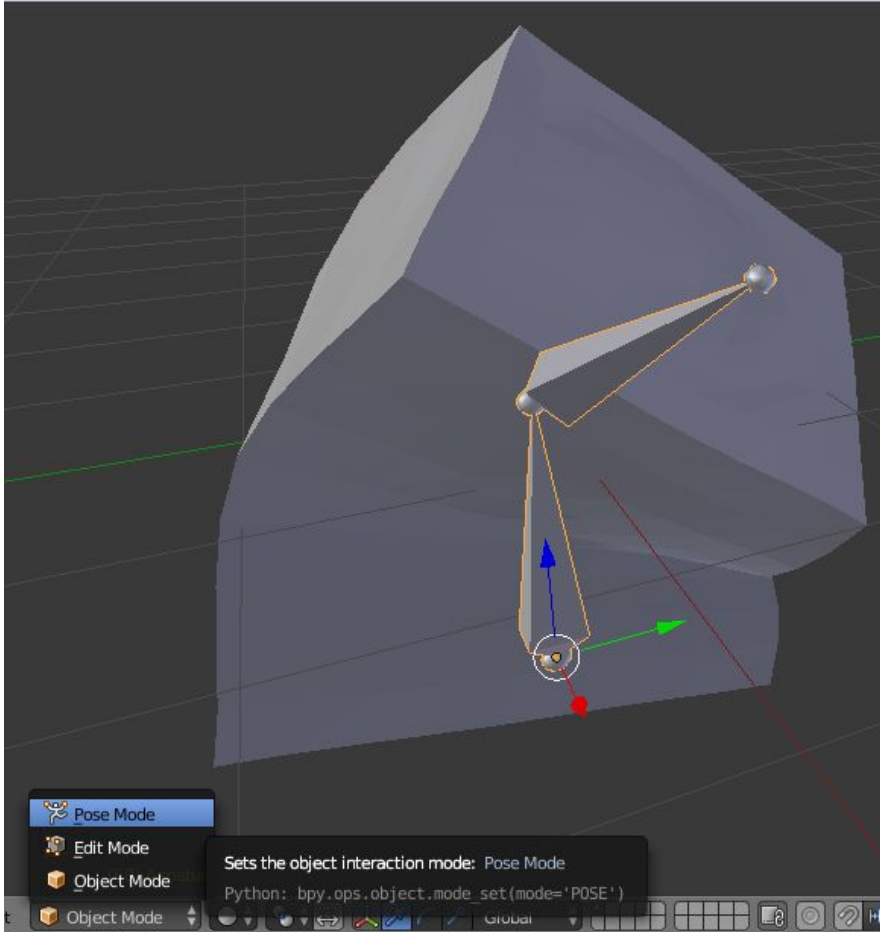 Pose Mode
Edit Mode
Object Mode
Sets the object interaction mode: Pose Mode
Python: bpy.ops.object.mode_set(mode='POSE')
t
Object Mode
Global